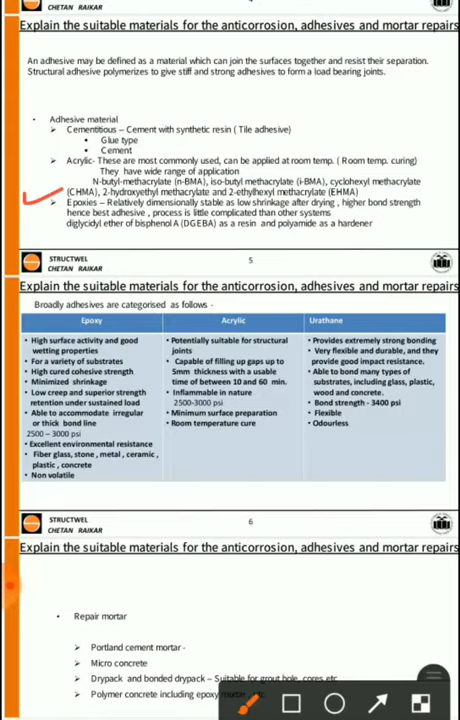 CHETAN RAIKAR
Explain the suitable materials for the anticorrosion, adhesives and mortar repairs
An adhesive may be defined as a material which can join the surfaces together and resist their separation.
Structural adhesive polymerizes to give stiff and strong adhesives to form a load bearing joints.
• Adhesive material
➢ Cementitious – Cement with synthetic resin ( Tile adhesive)
• Glue type
• Cement
➢ Acrylic- These are most commonly used, can be applied at room temp. ( Room temp. curing)
They have wide range of application
N-butyl-methacrylate (n-BMA), iso-butyl methacrylate (i-BMA), cyclohexyl methacrylate
(CHMA), 2-hydroxyethyl methacrylate and 2-ethylhexyl methacrylate (EHMA)
➢ Epoxies – Relatively dimensionally stable as low shrinkage after drying , higher bond strength
hence best adhesive , process is little complicated than other systems
diglycidyl ether of bisphenol A (DGEBA) as a resin and polyamide as a hardener
STRUCTWEL
CHETAN RAIKAR
5
Explain the suitable materials for the anticorrosion, adhesives and mortar repairs
Broadly adhesives are categorised as follows -
Epoxy
• High surface activity and good
wetting properties
• For a variety of substrates
• High cured cohesive strength
• Minimized shrinkage
• Low creep and superior strength
retention under sustained load
• Able to accommodate irregular
or thick bond line
2500 – 3000 psi
• Excellent environmental resistance
• Fiber glass, stone , metal , ceramic ,
plastic , concrete
• Non volatile
Acrylic
• Potentially suitable for structural
joints
• Capable of filling up gaps up to
5mm thickness with a usable
time of between 10 and 60 min.
• Inflammable in nature
2500-3000 psi
• Minimum surface preparation
• Room temperature cure
Urathane
• Provides extremely strong bonding
• Very flexible and durable, and they
provide good impact resistance.
• Able to bond many types of
substrates, including glass, plastic,
wood and concrete.
• Bond strength - 3400 psi
• Flexible
• Odourless
STRUCTWEL
CHETAN RAIKAR
6
Explain the suitable materials for the anticorrosion, adhesives and mortar repairs
• Repair mortar
➢ Portland cement mortar -
➢ Micro concrete
➢ Drypack and bonded drypack – Suitable for grout hole, cores etc
➢ Polymer concrete including epoxy